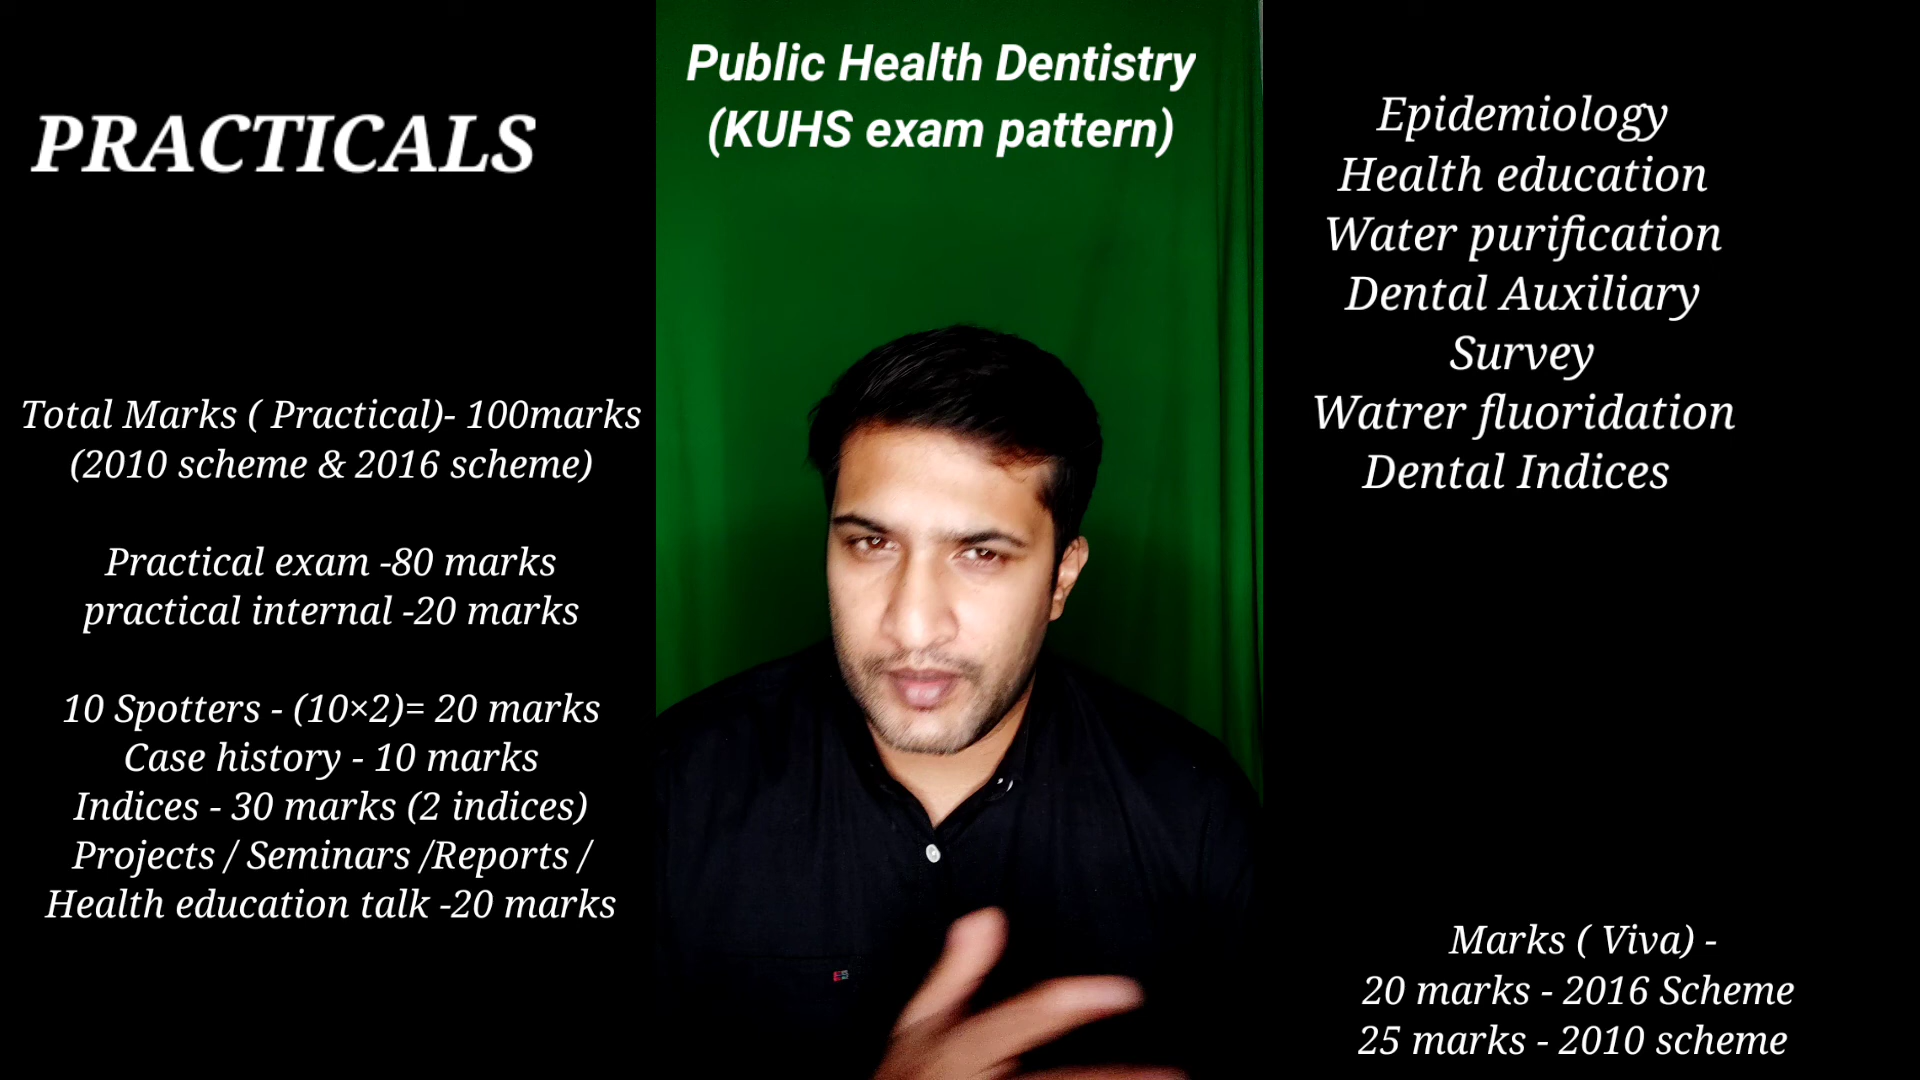 Public Health Dentistry
(KUHS exam pattern)
PRACTICALS
Total Marks ( Practical)- 100marks
(2010 scheme & 2016 scheme)
Practical exam -80 marks
practical internal -20 marks
10 Spotters - (10×2)= 20 marks
Case history - 10 marks
Indices - 30 marks (2 indices)
Projects / Seminars /Reports /
Health education talk -20 marks
Epidemiology
Health education
Water purification
Dental Auxiliary
Survey
Watrer fluoridation
Dental Indices
Marks ( Viva) -
20 marks - 2016 Scheme
25 marks - 2010 scheme